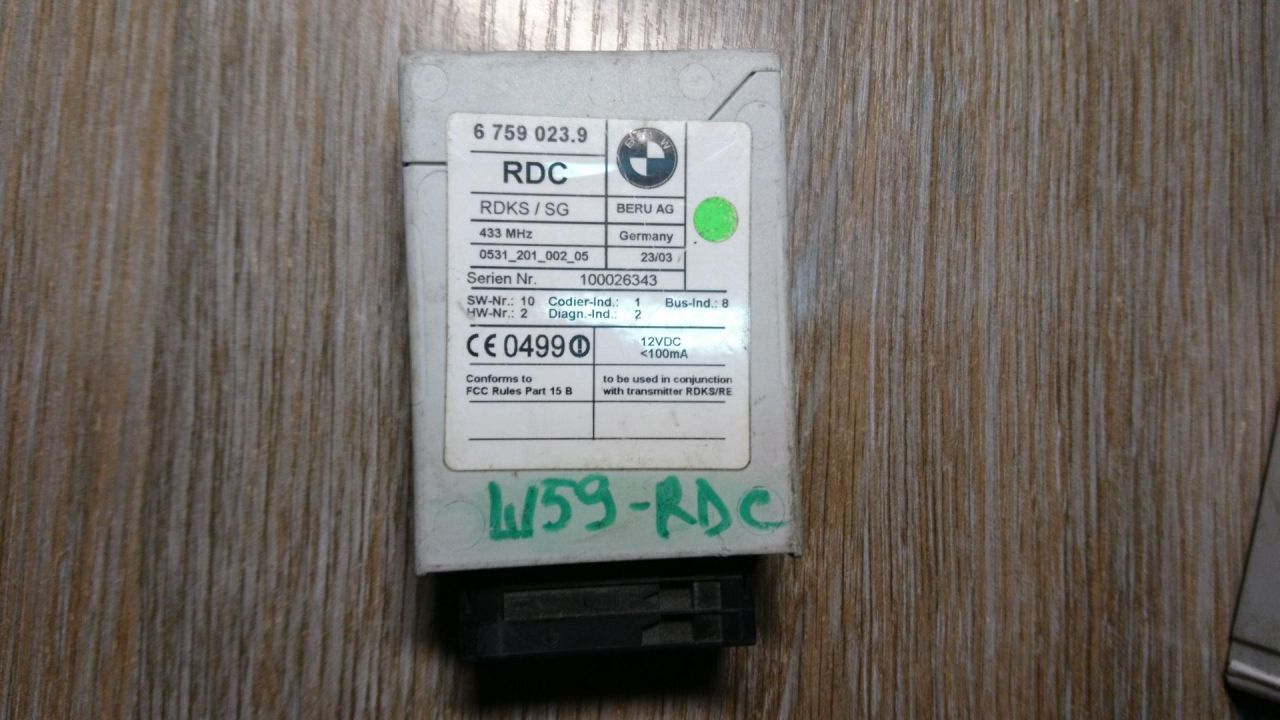 6 759 023.9
BMW
RDC
RDKS / SG
BERU AG
433 MHz
Germany
0531_201_002_05
23/03
Serien Nr. 100026343
SW-Nr.: 10 Codier-Ind.: 1 Bus-Ind.: 8
HW-Nr.: 2 Diagn.-Ind.: 2
CE 0499
12VDC
<100mA
Conforms to
FCC Rules Part 15 B
to be used in conjunction
with transmitter RDKS/RE
W59-RDC